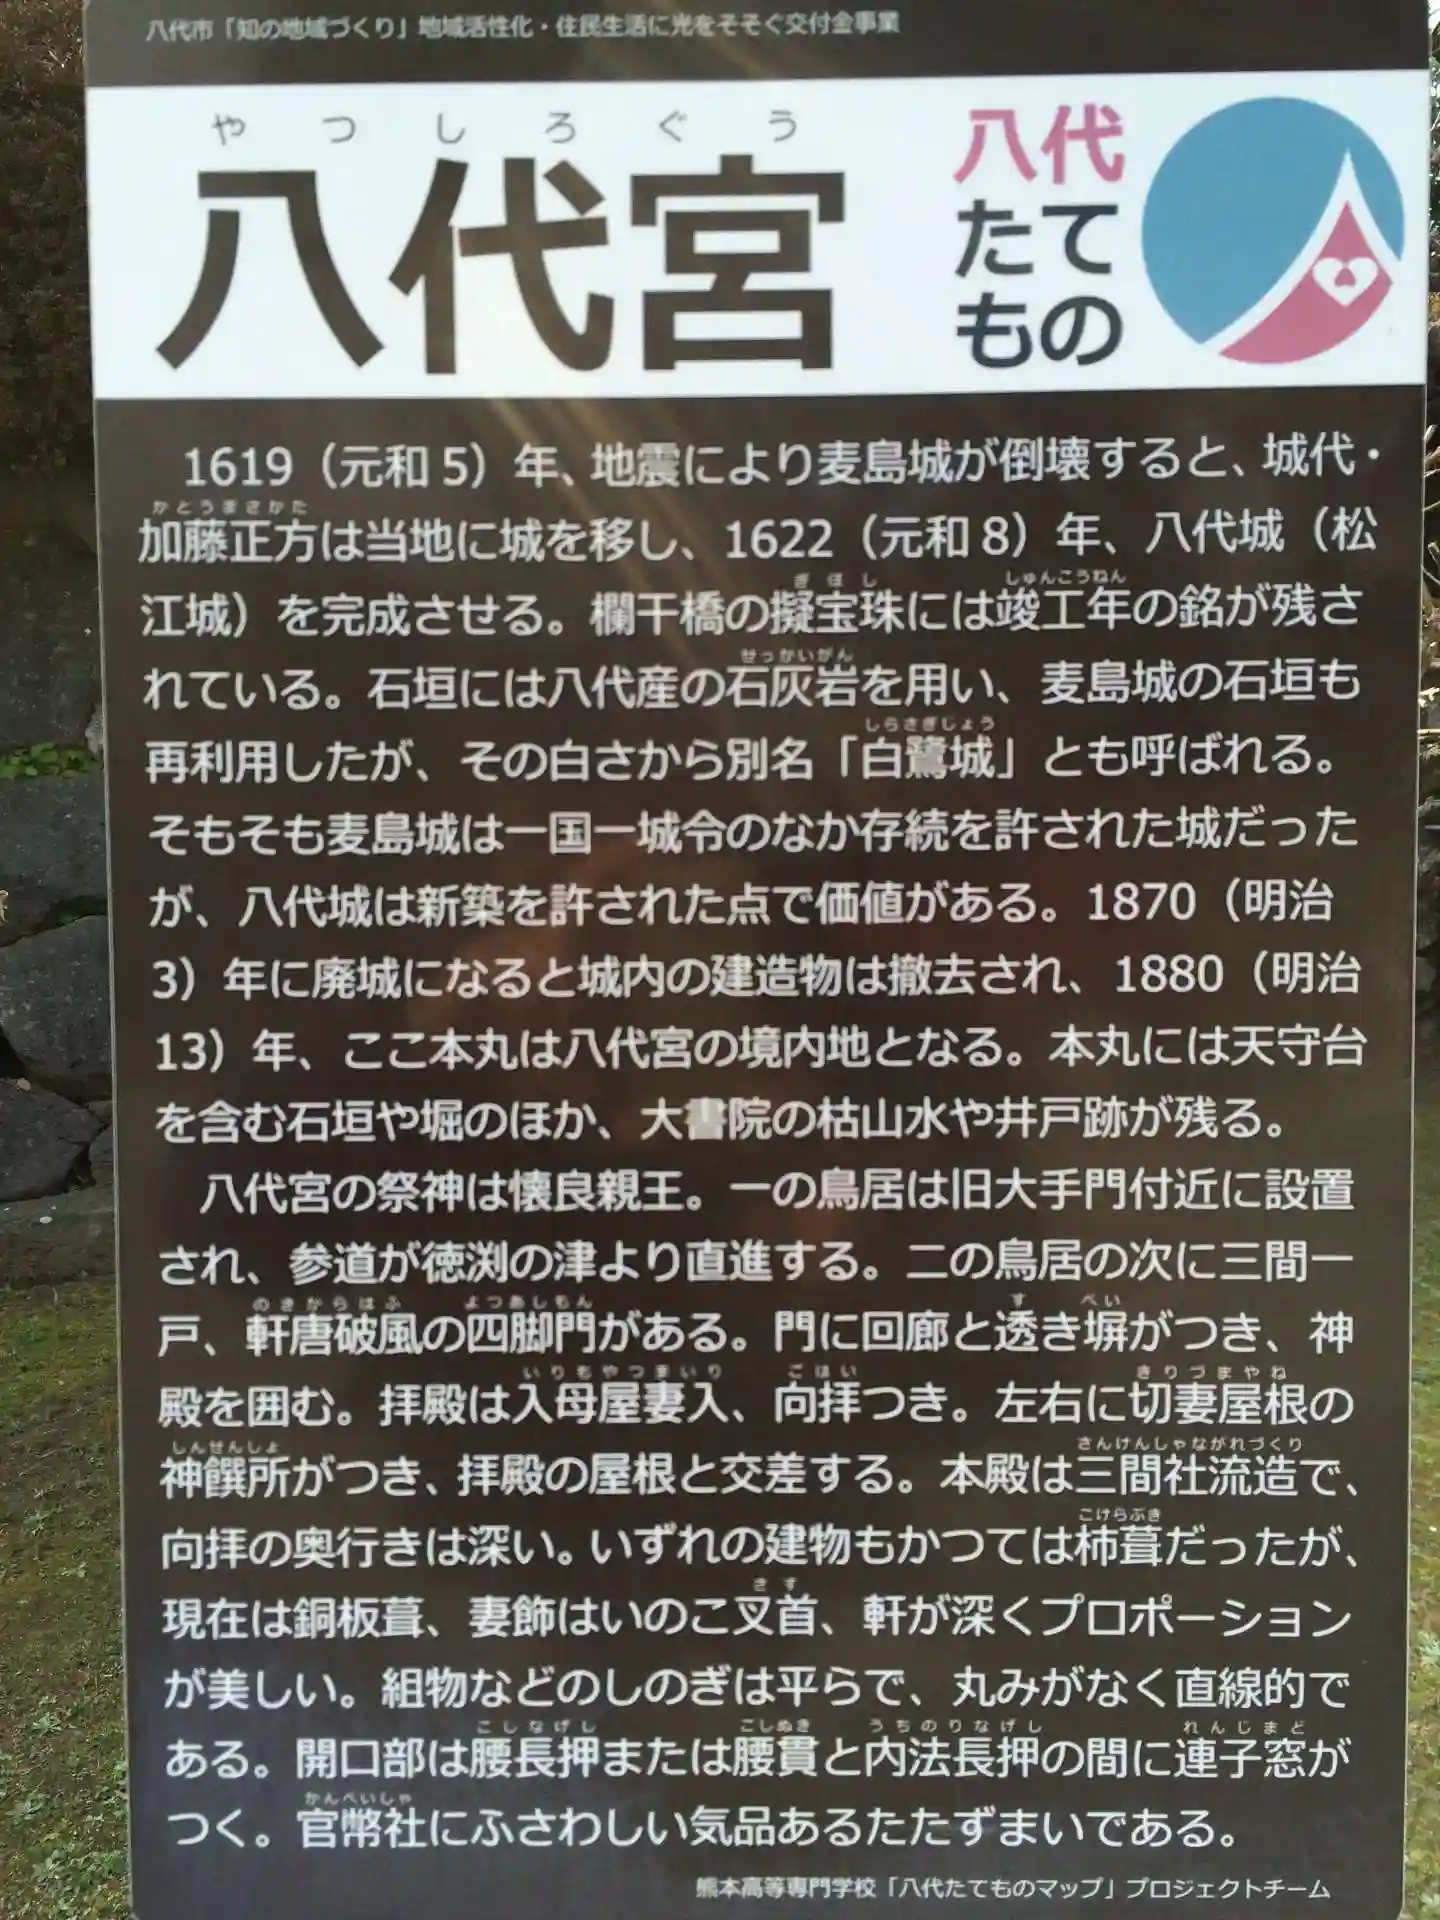 八代市「知の地域づくり」地域活性化・住民生活に光をそそぐ交付金事業
やつしろぐう
八代宮
八代
たて
もの
1619（元和5）年、地震により麦島城が倒壊すると、城代・
かとうまさかた
加藤正方は当地に城を移し、1622（元和8）年、八代城（松
ぎぼし しゅんこうねん
江城）を完成させる。欄干橋の擬宝珠には竣工年の銘が残さ
せっかいがん
れている。石垣には八代産の石灰岩を用い、麦島城の石垣も
しらさぎじょう
再利用したが、その白さから別名「白鷺城」とも呼ばれる。
そもそも麦島城は一国一城令のなか存続を許された城だった
が、八代城は新築を許された点で価値がある。1870（明治
3）年に廃城になると城内の建造物は撤去され、1880（明治
13）年、ここ本丸は八代宮の境内地となる。本丸には天守台
を含む石垣や堀のほか、大書院の枯山水や井戸跡が残る。
八代宮の祭神は懐良親王。一の鳥居は旧大手門付近に設置
され、参道が徳渕の津より直進する。二の鳥居の次に三間一
のきからはふ よつあしもん す べい
戸、軒唐破風の四脚門がある。門に回廊と透き塀がつき、神
いりもやつまいり ごはい きりづまやね
殿を囲む。拝殿は入母屋妻入、向拝つき。左右に切妻屋根の
しんせんしょ さんけんしゃながれづくり
神饌所がつき、拝殿の屋根と交差する。本殿は三間社流造で、
こけらぶき
向拝の奥行きは深い。いずれの建物もかつては杮葺だったが、
さす
現在は銅板葺、妻飾はいのこ叉首、軒が深くプロポーション
が美しい。組物などのしのぎは平らで、丸みがなく直線的で
こしなげし ごしぬき うちのりなげし れんじまど
ある。開口部は腰長押または腰貫と内法長押の間に連子窓が
かんぺいしゃ
つく。官幣社にふさわしい気品あるたたずまいである。
熊本高等専門学校「八代たてものマップ」プロジェクトチーム